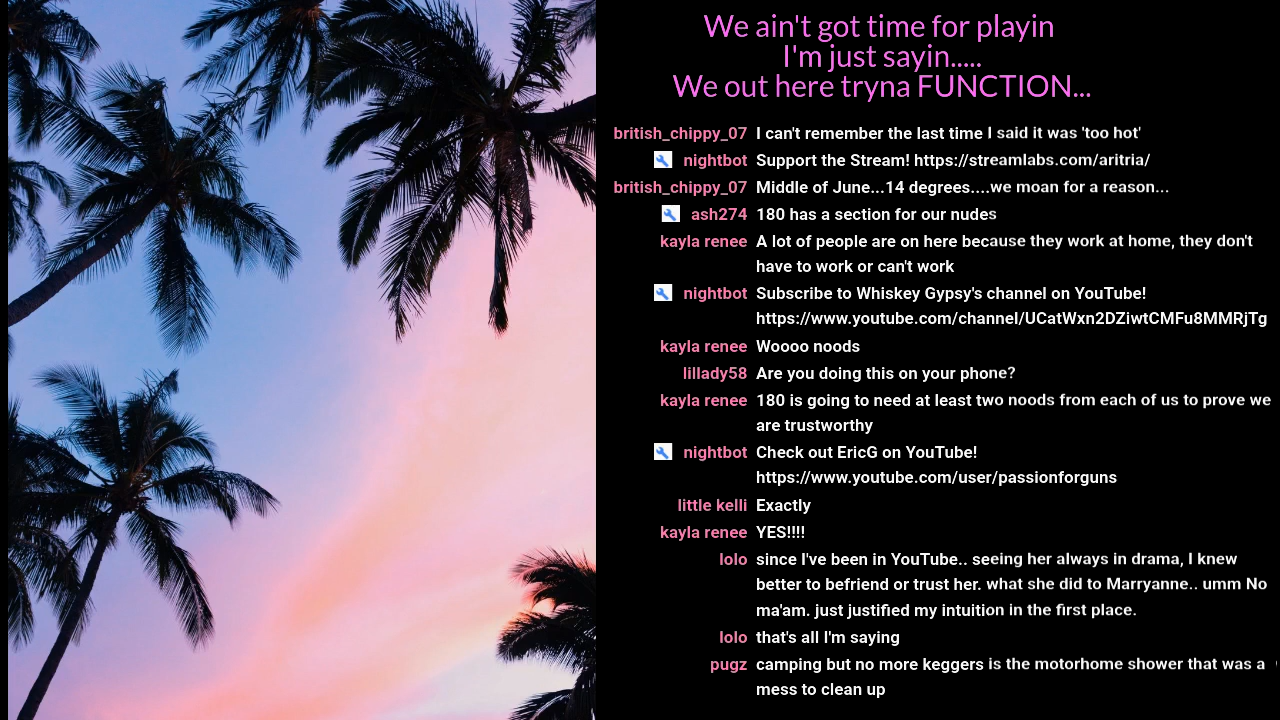 We ain't got time for playin
I'm just sayin.....
We out here tryna FUNCTION...
british_chippy_07 I can't remember the last time I said it was 'too hot'
nightbot Support the Stream! https://streamlabs.com/aritria/
british_chippy_07 Middle of June...14 degrees....we moan for a reason...
ash274 180 has a section for our nudes
kayla renee A lot of people are on here because they work at home, they don't
have to work or can't work
nightbot Subscribe to Whiskey Gypsy's channel on YouTube!
https://www.youtube.com/channel/UCatWxn2DZiwtCMFu8MMRjTg
kayla renee Woooo noods
lillady58 Are you doing this on your phone?
kayla renee 180 is going to need at least two noods from each of us to prove we
are trustworthy
nightbot Check out EricG on YouTube!
https://www.youtube.com/user/passionforguns
little kelli Exactly
kayla renee YES!!!!
lolo since I've been in YouTube.. seeing her always in drama, I knew
better to befriend or trust her. what she did to Marryanne.. umm No
ma'am. just justified my intuition in the first place.
lolo that's all I'm saying
pugz camping but no more keggers is the motorhome shower that was a
mess to clean up